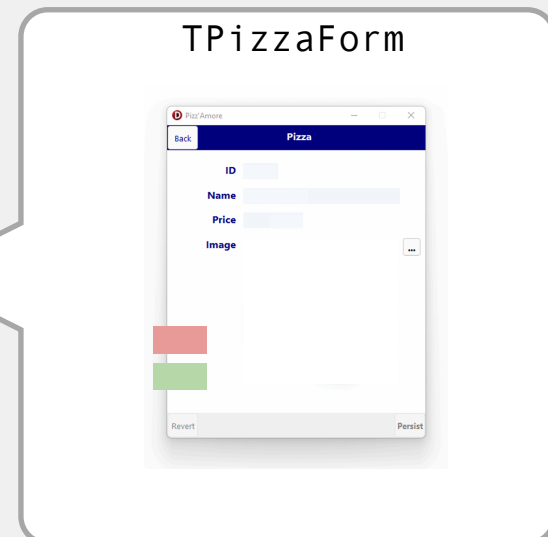 TPizzaForm
D Pizz'Amore
Back Pizza
ID
Name
Price
Image ...
Revert Persist